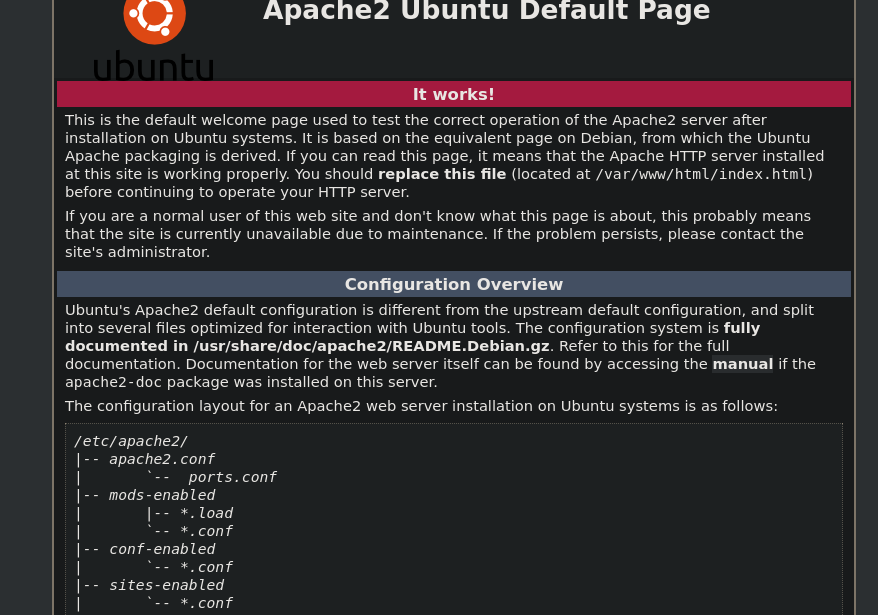 Apache2 Ubuntu Default Page
ubuntu
It works!
This is the default welcome page used to test the correct operation of the Apache2 server after
installation on Ubuntu systems. It is based on the equivalent page on Debian, from which the Ubuntu
Apache packaging is derived. If you can read this page, it means that the Apache HTTP server installed
at this site is working properly. You should replace this file (located at /var/www/html/index.html)
before continuing to operate your HTTP server.
If you are a normal user of this web site and don't know what this page is about, this probably means
that the site is currently unavailable due to maintenance. If the problem persists, please contact the
site's administrator.
Configuration Overview
Ubuntu's Apache2 default configuration is different from the upstream default configuration, and split
into several files optimized for interaction with Ubuntu tools. The configuration system is fully
documented in /usr/share/doc/apache2/README.Debian.gz. Refer to this for the full
documentation. Documentation for the web server itself can be found by accessing the manual if the
apache2-doc package was installed on this server.
The configuration layout for an Apache2 web server installation on Ubuntu systems is as follows:
/etc/apache2/
|-- apache2.conf
|       `--  ports.conf
|-- mods-enabled
|       |-- *.load
|       `-- *.conf
|-- conf-enabled
|       `-- *.conf
|-- sites-enabled
|       `-- *.conf